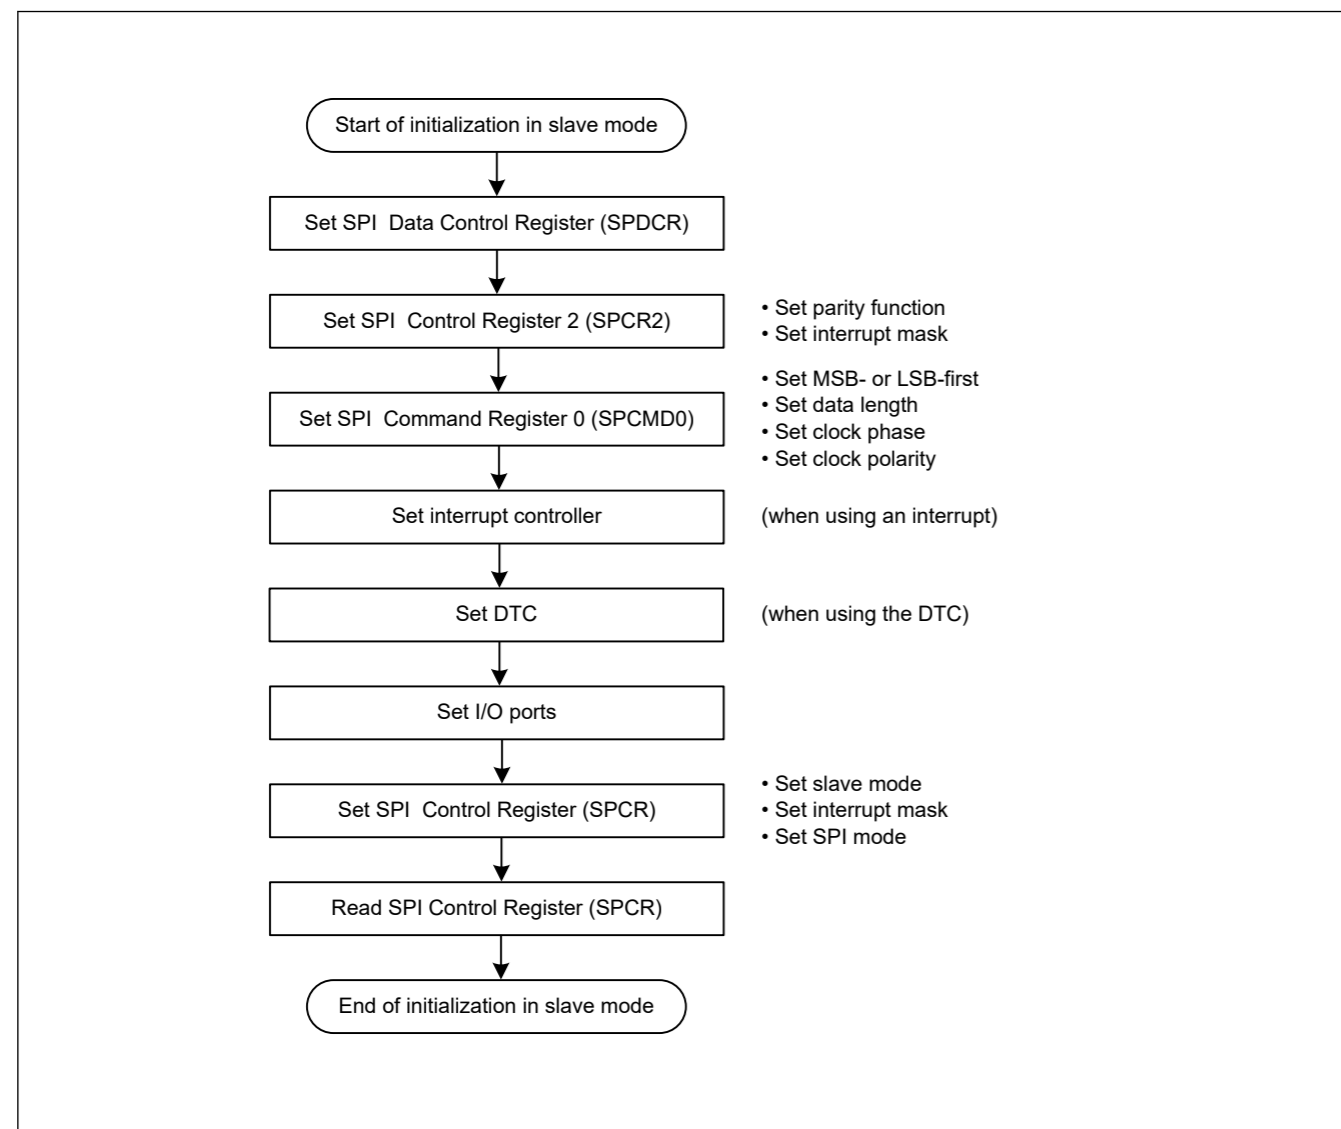 Start of initialization in slave mode
Set SPI  Data Control Register (SPDCR)
Set SPI  Control Register 2 (SPCR2)
• Set parity function
• Set interrupt mask
Set SPI  Command Register 0 (SPCMD0)
• Set MSB- or LSB-first
• Set data length
• Set clock phase
• Set clock polarity
Set interrupt controller
(when using an interrupt)
Set DTC
(when using the DTC)
Set I/O ports
Set SPI  Control Register (SPCR)
• Set slave mode
• Set interrupt mask
• Set SPI mode
Read SPI Control Register (SPCR)
End of initialization in slave mode